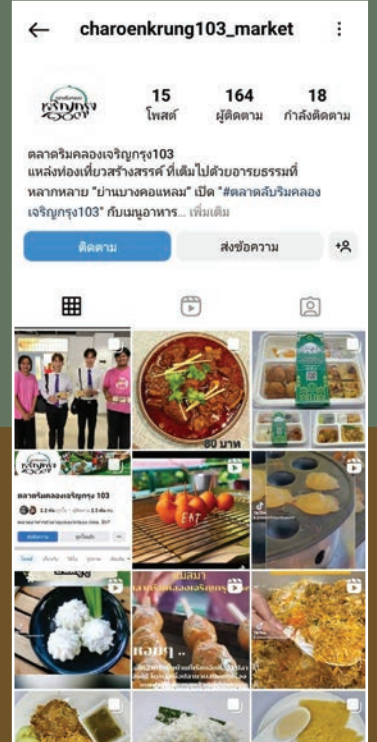 charoenkrung103_market
15
164
18
โพสต์
ผู้ติดตาม
กำลังติดตาม
ตลาดริมคลองเจริญกรุง103
แหล่งท่องเที่ยวสร้างสรรค์ ที่เต็มไปด้วยอารยธรรมที่
หลากหลาย "ย่านบางคอแหลม" เปิด "#ตลาดลับริมคลอง
เจริญกรุง103" กับเมนูอาหาร... เพิ่มเติม
ติดตาม
ส่งข้อความ
80 บาท
ตลาดริมคลองเจริญกรุง 103
EAT
TikTok
หอมๆ ..
TikTok